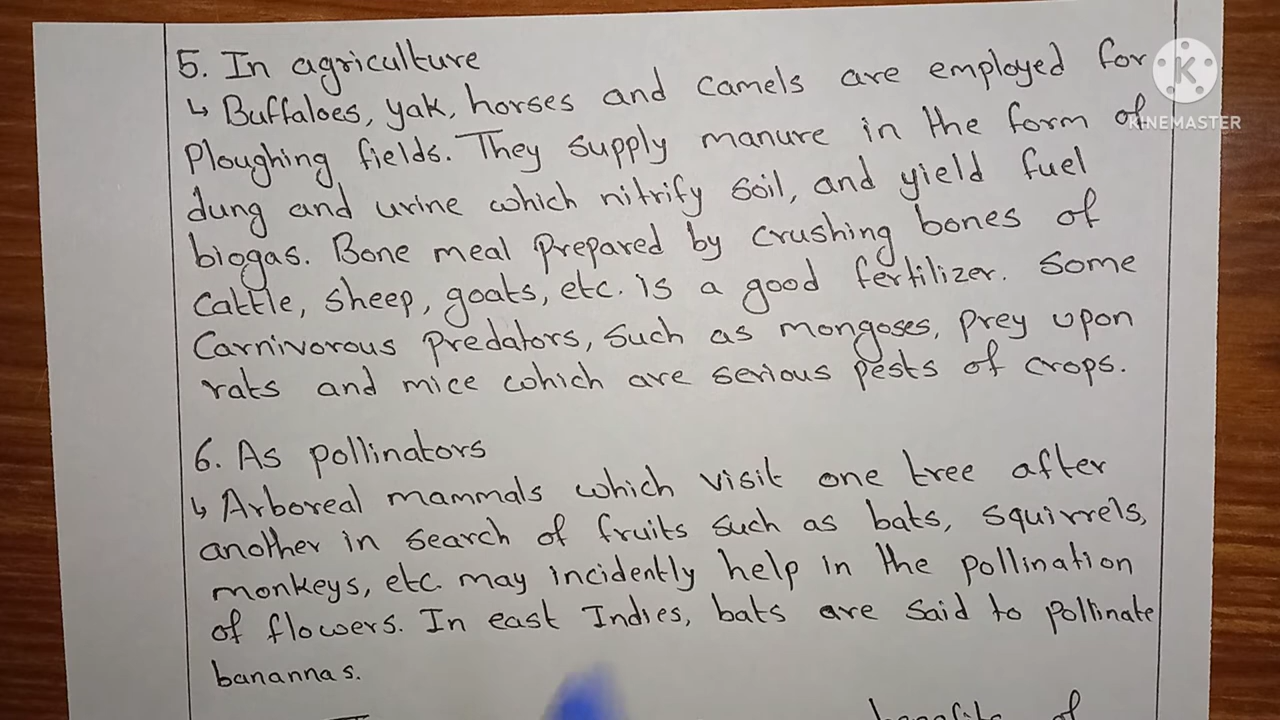 5. In agriculture
↳ Buffaloes, yak, horses and camels are employed for
Ploughing fields. They supply manure in the form of
dung and urine which nitrify soil, and yield fuel
biogas. Bone meal prepared by crushing bones of
cattle, sheep, goats, etc. is a good fertilizer. Some
Carnivorous predators, such as mongoses, prey upon
rats and mice which are serious pests of crops.
6. As pollinators
↳ Arboreal mammals which visit one tree after
another in search of fruits such as bats, squirrels,
monkeys, etc. may incidently help in the pollination
of flowers. In east Indies, bats are said to pollinate
banannas.
benefits of
K
KINEMASTER